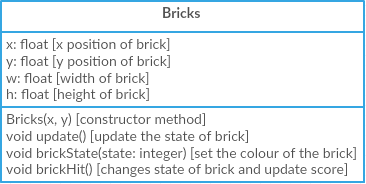 Bricks
x: float [x position of brick]
y: float [y position of brick]
w: float [width of brick]
h: float [height of brick]
Bricks(x, y) [constructor method]
void update() [update the state of brick]
void brickState(state: integer) [set the colour of the brick]
void brickHit() [changes state of brick and update score]